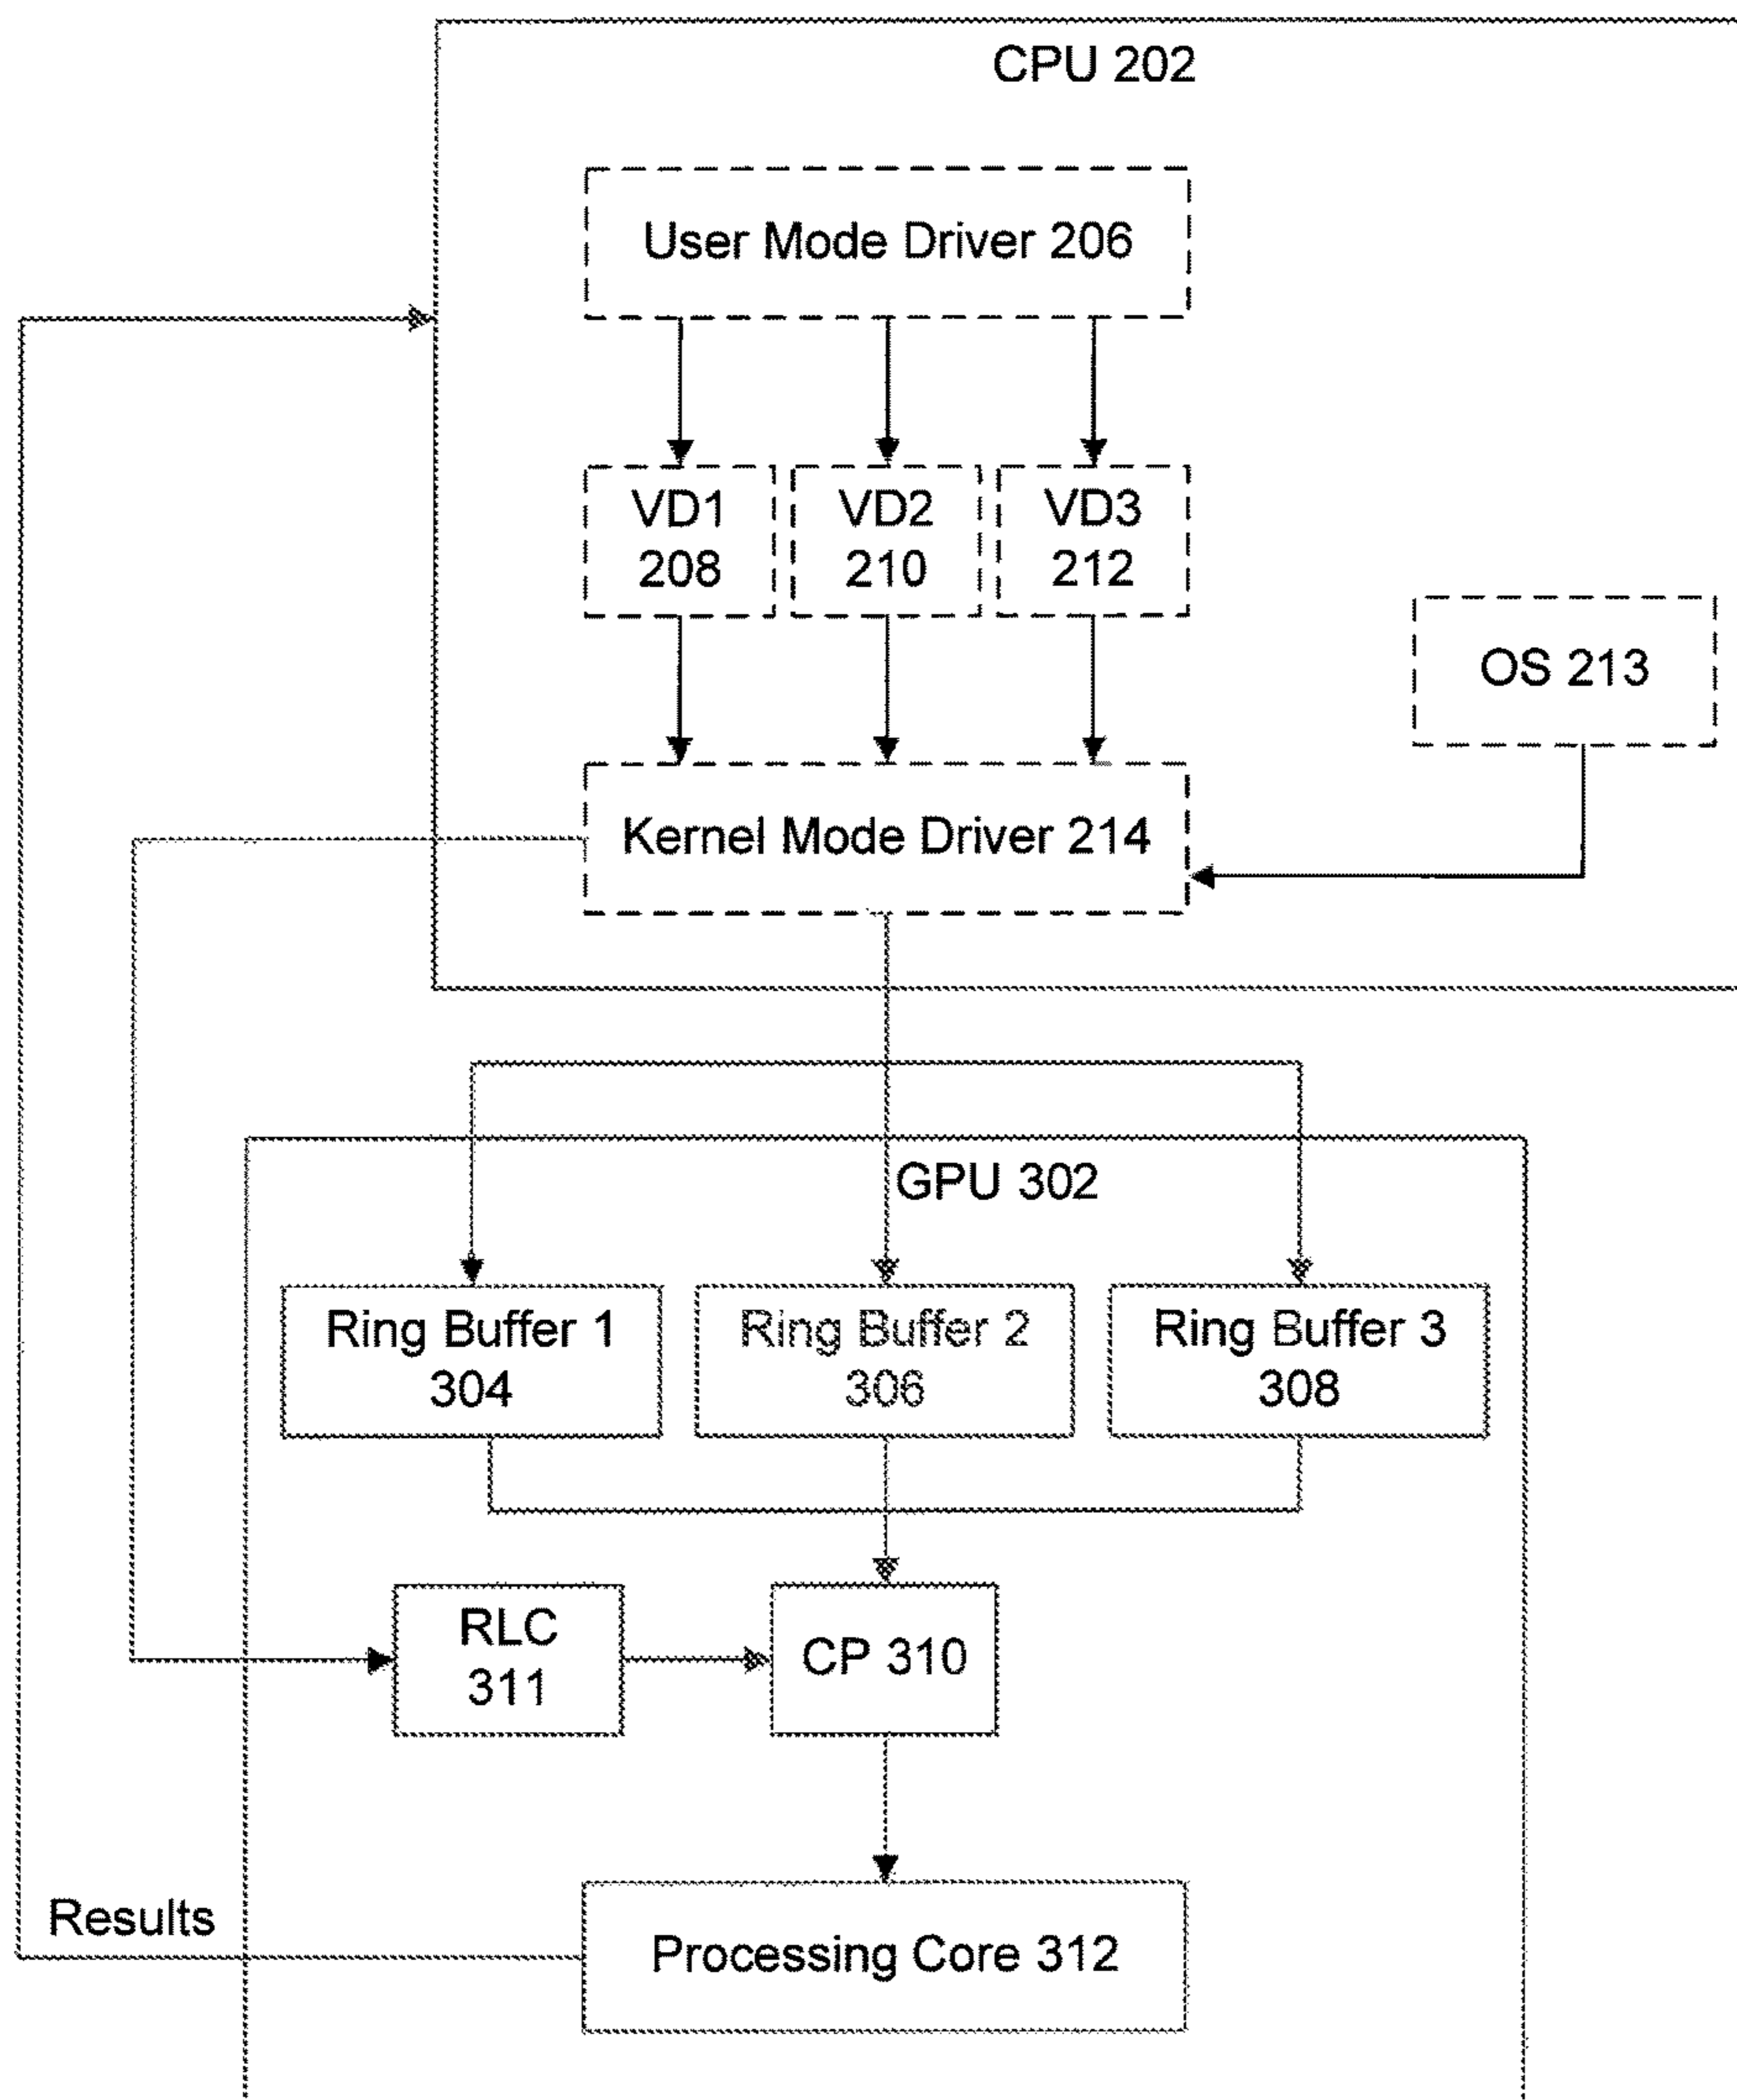 CPU 202
User Mode Driver 206
VD1
208
VD2
210
VD3
212
OS 213
Kernel Mode Driver 214
GPU 302
Ring Buffer 1
304
Ring Buffer 2
306
Ring Buffer 3
308
RLC
311
CP 310
Results
Processing Core 312